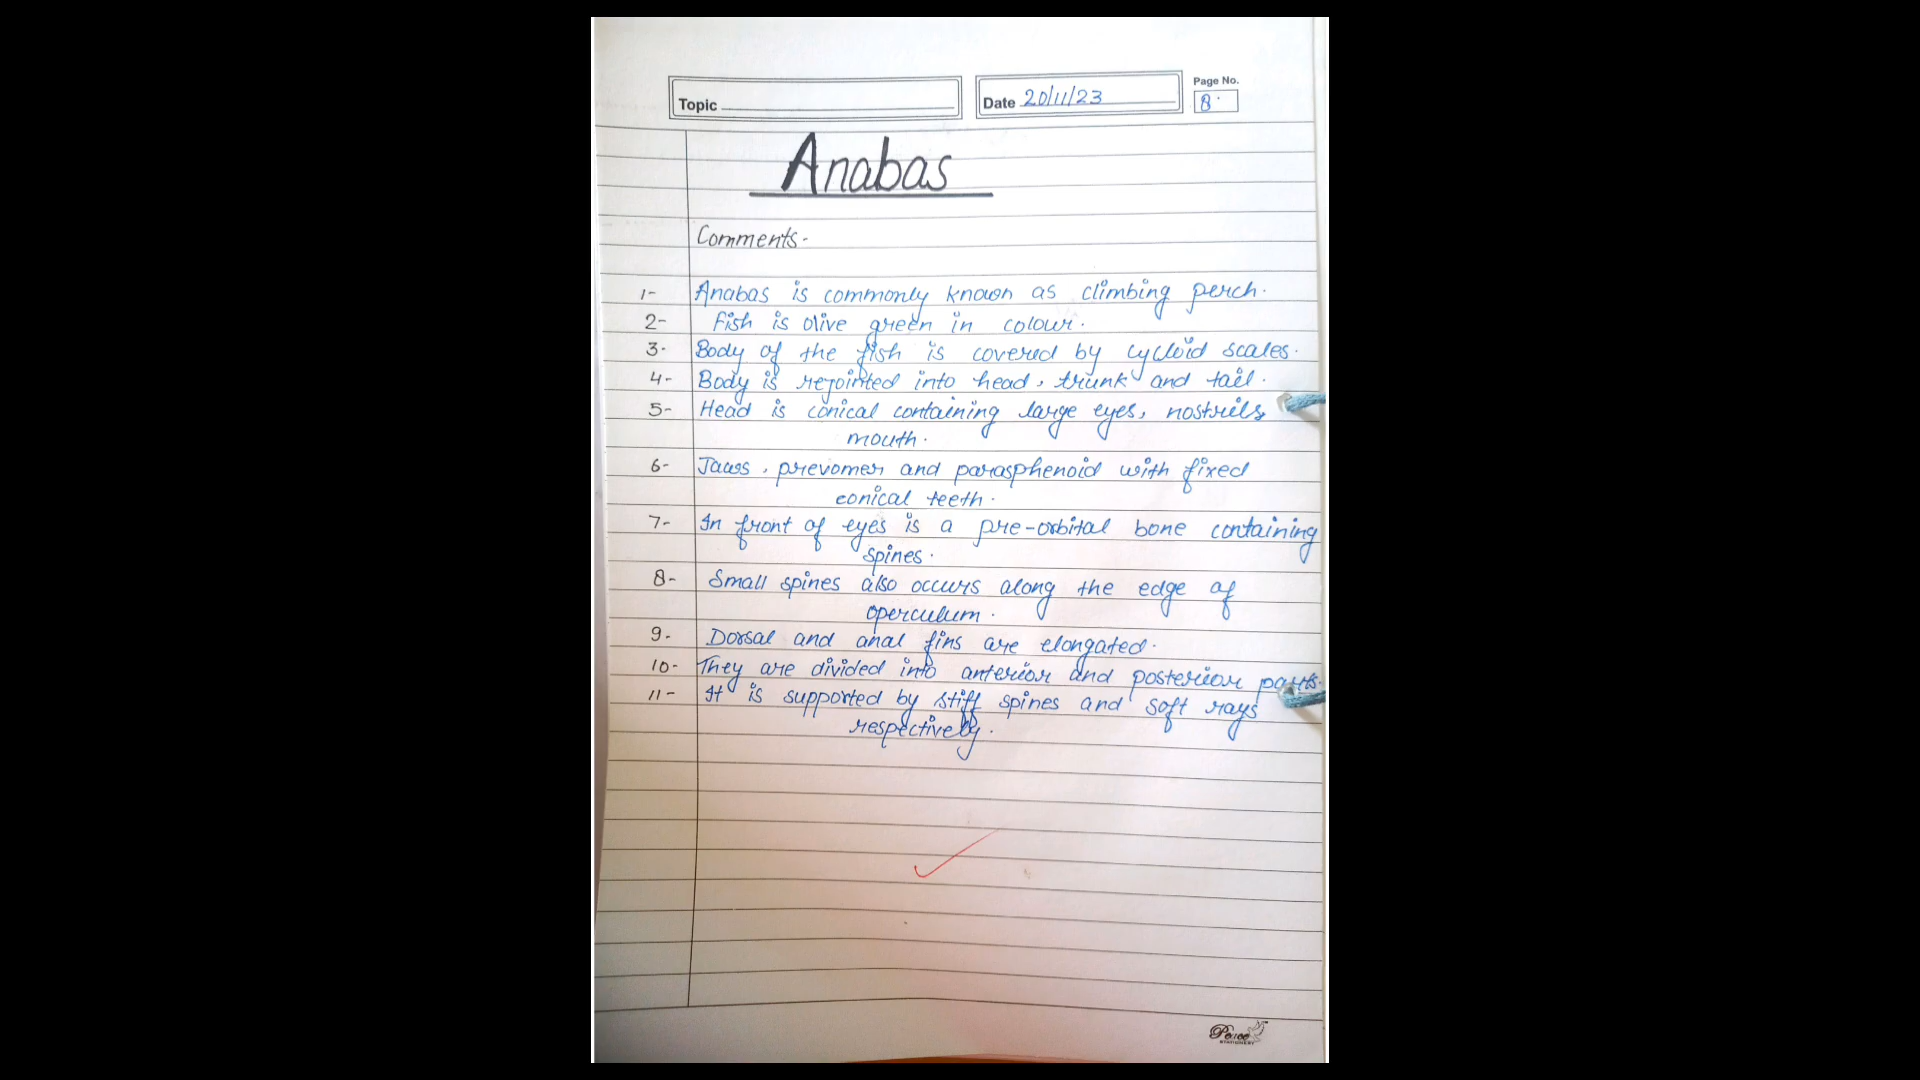 Page No.
Topic
Date 20/11/23
8.
Anabas
Comments-
1- Anabas is commonly known as climbing perch.
2- Fish is olive green in colour.
3- Body of the fish is covered by cycloid scales.
4- Body is rejointed into head, trunk and tail.
5- Head is conical containing large eyes, nostrils,
mouth.
6- Jaws, prevomer and parasphenoid with fixed
conical teeth.
7- In front of eyes is a pre-orbital bone containing
spines.
8- Small spines also occurs along the edge of
operculum.
9- Dorsal and anal fins are elongated.
10- They are divided into anterior and posterior parts.
11- It is supported by stiff spines and soft rays
respectively.
Peace
STATIONERY